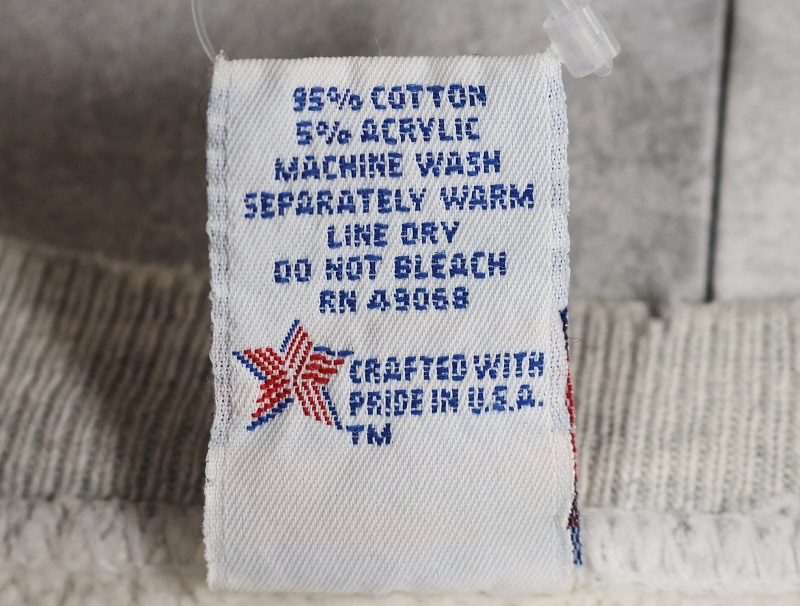 95% COTTON
5% ACRYLIC
MACHINE WASH
SEPARATELY WARM
LINE DRY
DO NOT BLEACH
RN 49068
CRAFTED WITH
PRIDE IN U.S.A.
TM